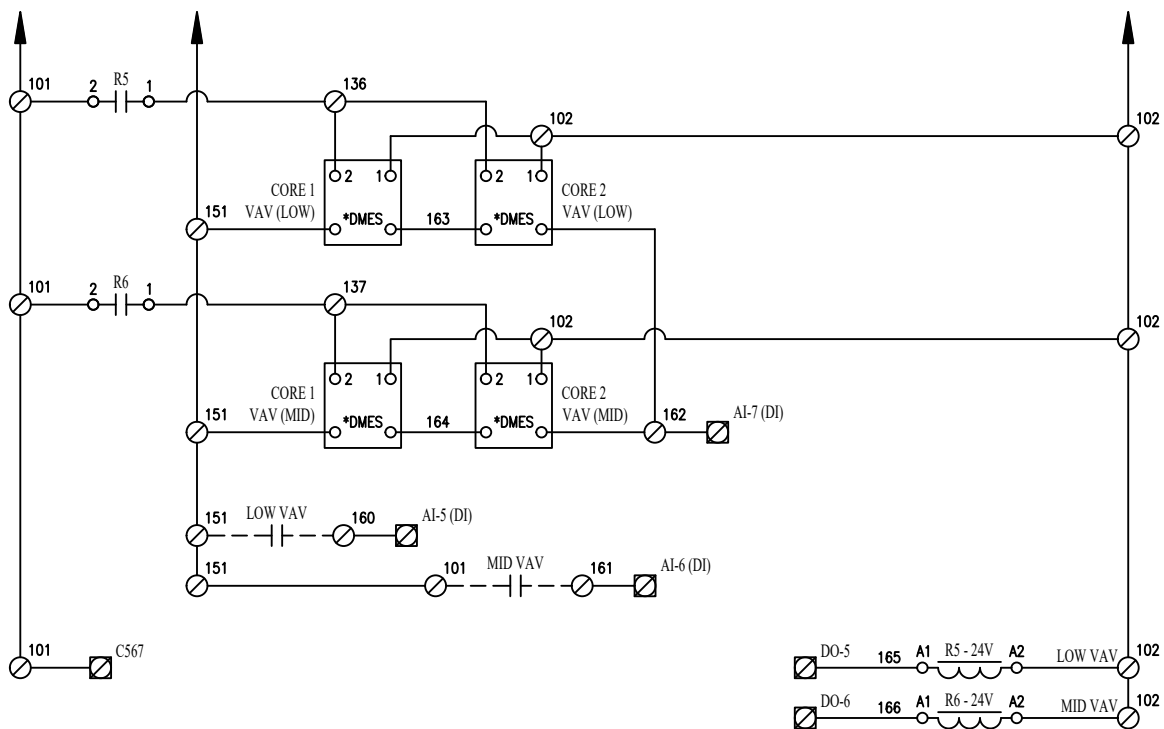 101
2
R5
1
136
102
102
2
1
2
1
CORE 1
VAV (LOW)
*DMES
163
*DMES
CORE 2
VAV (LOW)
151
101
2
R6
1
137
102
102
2
1
2
1
CORE 1
VAV (MID)
*DMES
164
*DMES
CORE 2
VAV (MID)
151
162
AI-7 (DI)
151
LOW VAV
160
AI-5 (DI)
151
101
MID VAV
161
AI-6 (DI)
101
C567
DO-5
165
A1
R5 - 24V
A2
LOW VAV
102
DO-6
166
A1
R6 - 24V
A2
MID VAV
102